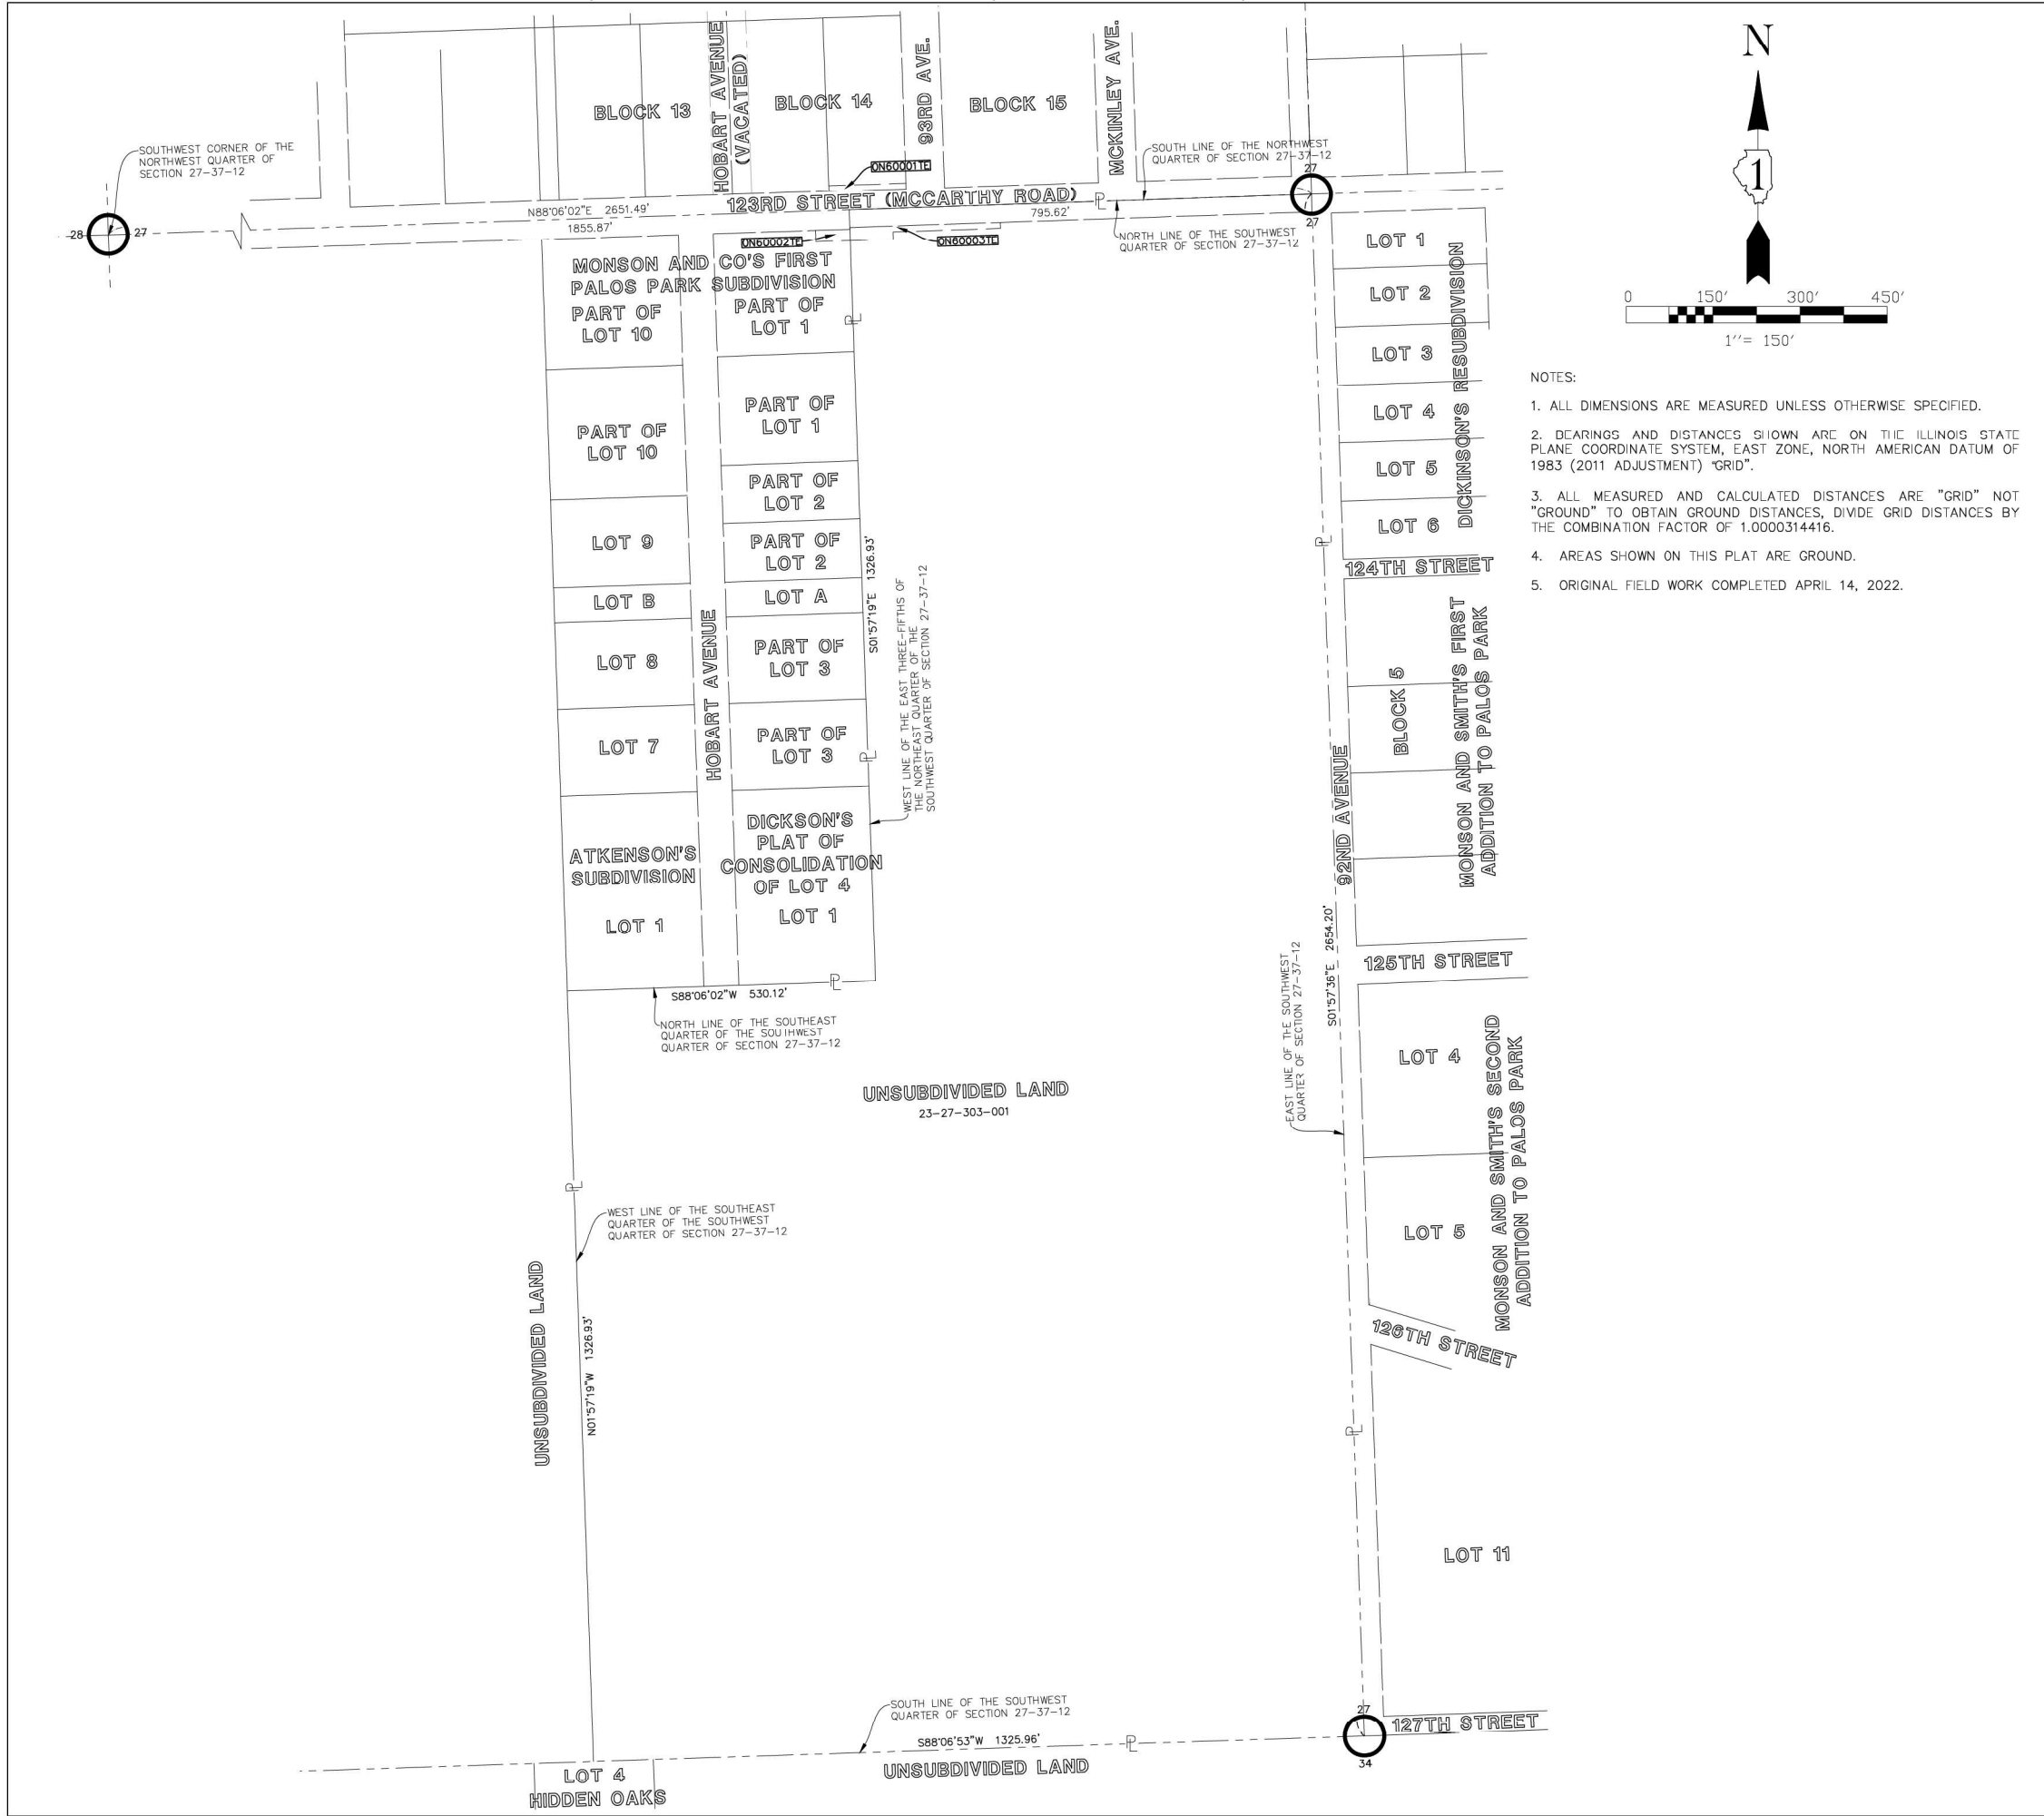 HOBART AVENUE
(VACATED)
93RD AVE.
MCKINLEY AVE.
BLOCK 13
BLOCK 14
BLOCK 15
N
1
0 150' 300' 450'
1''= 150'
SOUTHWEST CORNER OF THE
NORTHWEST QUARTER OF
SECTION 27-37-12
28
27
0N60001TE
SOUTH LINE OF THE NORTHWEST
QUARTER OF SECTION 27-37-12
27
27
123RD STREET (MCCARTHY ROAD)
N88°06'02"E 2651.49'
1855.87'
795.62'
PL
0N60002TE
0N60003TE
NORTH LINE OF THE SOUTHWEST
QUARTER OF SECTION 27-37-12
MONSON AND CO'S FIRST
PALOS PARK SUBDIVISION
PART OF
LOT 10
PART OF
LOT 1
PL
PART OF
LOT 10
PART OF
LOT 1
PART OF
LOT 2
LOT 9
PART OF
LOT 2
LOT B
LOT A
LOT 8
PART OF
LOT 3
LOT 7
PART OF
LOT 3
PL
HOBART AVENUE
S01°57'19"E 1326.93'
WEST LINE OF THE EAST THREE-FIFTHS OF
THE NORTHEAST QUARTER OF THE
SOUTHWEST QUARTER OF SECTION 27-37-12
ATKENSON'S
SUBDIVISION
LOT 1
DICKSON'S
PLAT OF
CONSOLIDATION
OF LOT 4
LOT 1
S88°06'02"W 530.12'
PL
NORTH LINE OF THE SOUTHEAST
QUARTER OF THE SOUTHWEST
QUARTER OF SECTION 27-37-12
LOT 1
LOT 2
LOT 3
LOT 4
LOT 5
LOT 6
DICKINSON'S RESUBDIVISION
PL
124TH STREET
BLOCK 5
MONSON AND SMITH'S FIRST
ADDITION TO PALOS PARK
92ND AVENUE
125TH STREET
S01°57'36"E 2654.20'
EAST LINE OF THE SOUTHWEST
QUARTER OF SECTION 27-37-12
LOT 4
LOT 5
MONSON AND SMITH'S SECOND
ADDITION TO PALOS PARK
126TH STREET
PL
LOT 11
UNSUBDIVIDED LAND
23-27-303-001
PL
WEST LINE OF THE SOUTHEAST
QUARTER OF THE SOUTHWEST
QUARTER OF SECTION 27-37-12
UNSUBDIVIDED LAND
N01°57'19"W 1326.93'
SOUTH LINE OF THE SOUTHWEST
QUARTER OF SECTION 27-37-12
S88°06'53"W 1325.96'
PL
27
34
127TH STREET
UNSUBDIVIDED LAND
LOT 4
HIDDEN OAKS
NOTES:
1. ALL DIMENSIONS ARE MEASURED UNLESS OTHERWISE SPECIFIED.
2. BEARINGS AND DISTANCES SHOWN ARE ON THE ILLINOIS STATE
PLANE COORDINATE SYSTEM, EAST ZONE, NORTH AMERICAN DATUM OF
1983 (2011 ADJUSTMENT) "GRID".
3. ALL MEASURED AND CALCULATED DISTANCES ARE "GRID" NOT
"GROUND" TO OBTAIN GROUND DISTANCES, DIVIDE GRID DISTANCES BY
THE COMBINATION FACTOR OF 1.0000314416.
4. AREAS SHOWN ON THIS PLAT ARE GROUND.
5. ORIGINAL FIELD WORK COMPLETED APRIL 14, 2022.